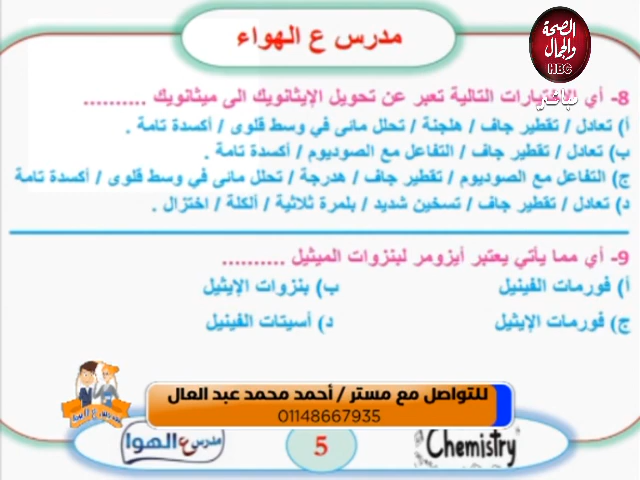 مدرس ع الهواء
الصحة
والجمال
HBC
مباشر
8- أي الاختيارات التالية تعبر عن تحويل الإيثانويك الى ميثانويك ..........
أ) تعادل / تقطير جاف / هلجنة / تحلل مائى في وسط قلوى / أكسدة تامة .
ب) تعادل / تقطير جاف / التفاعل مع الصوديوم / أكسدة تامة .
ج) التفاعل مع الصوديوم / تقطير جاف / هدرجة / تحلل مائى في وسط قلوى / أكسدة تامة
د) تعادل / تقطير جاف / تسخين شديد / بلمرة ثلاثية / ألكلة / اختزال .
9- أي مما يأتي يعتبر أيزومر لبنزوات الميثيل ..........
أ) فورمات الفينيل ب) بنزوات الإيثيل
ج) فورمات الإيثيل د) أسيتات الفينيل
للتواصل مع مستر / أحمد محمد عبد العال
01148667935
Chemistry
5
مدرس ع الهوا